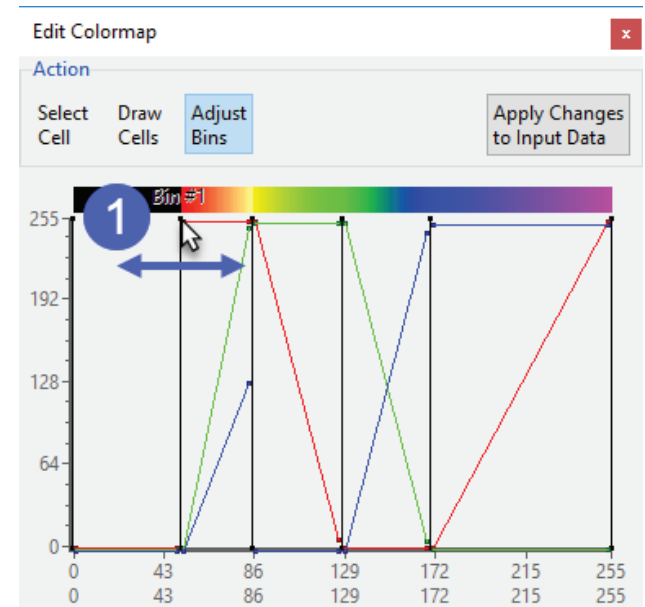 Edit Colormap
x
Action
Select Draw Adjust Apply Changes
Cell Cells Bins to Input Data
Bin #1
1
255
192
128
64
0
0 43 86 129 172 215 255
0 43 86 129 172 215 255